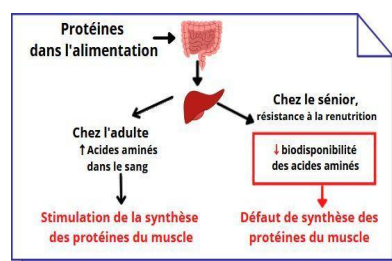 Protéines
dans l'alimentation
Chez l'adulte
↑Acides aminés
dans le sang
Stimulation de la synthèse
des protéines du muscle
Chez le sénior,
résistance à la renutrition
↓biodisponibilité
des acides aminés
Défaut de synthèse des
protéines du muscle